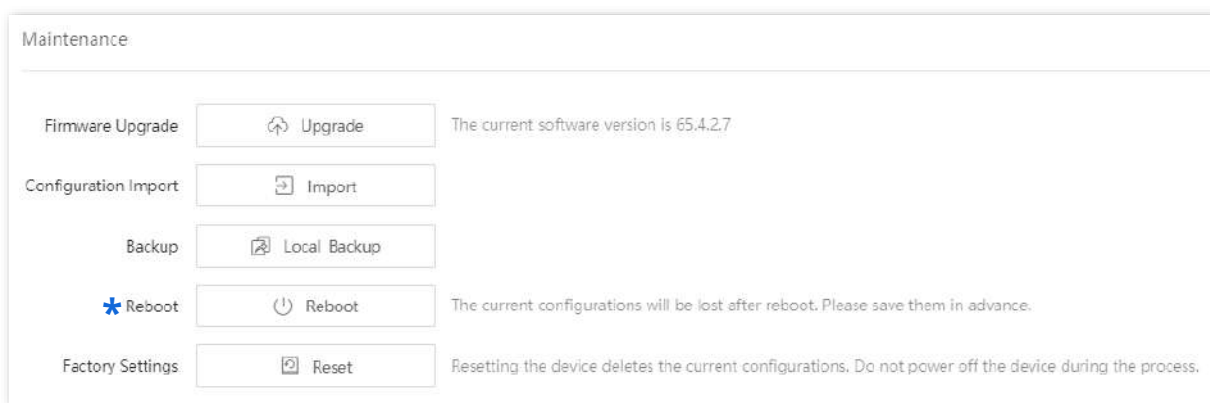 Maintenance
Firmware Upgrade Upgrade The current software version is 65.4.2.7
Configuration Import Import
Backup Local Backup
* Reboot Reboot The current configurations will be lost after reboot. Please save them in advance.
Factory Settings Reset Resetting the device deletes the current configurations. Do not power off the device during the process.